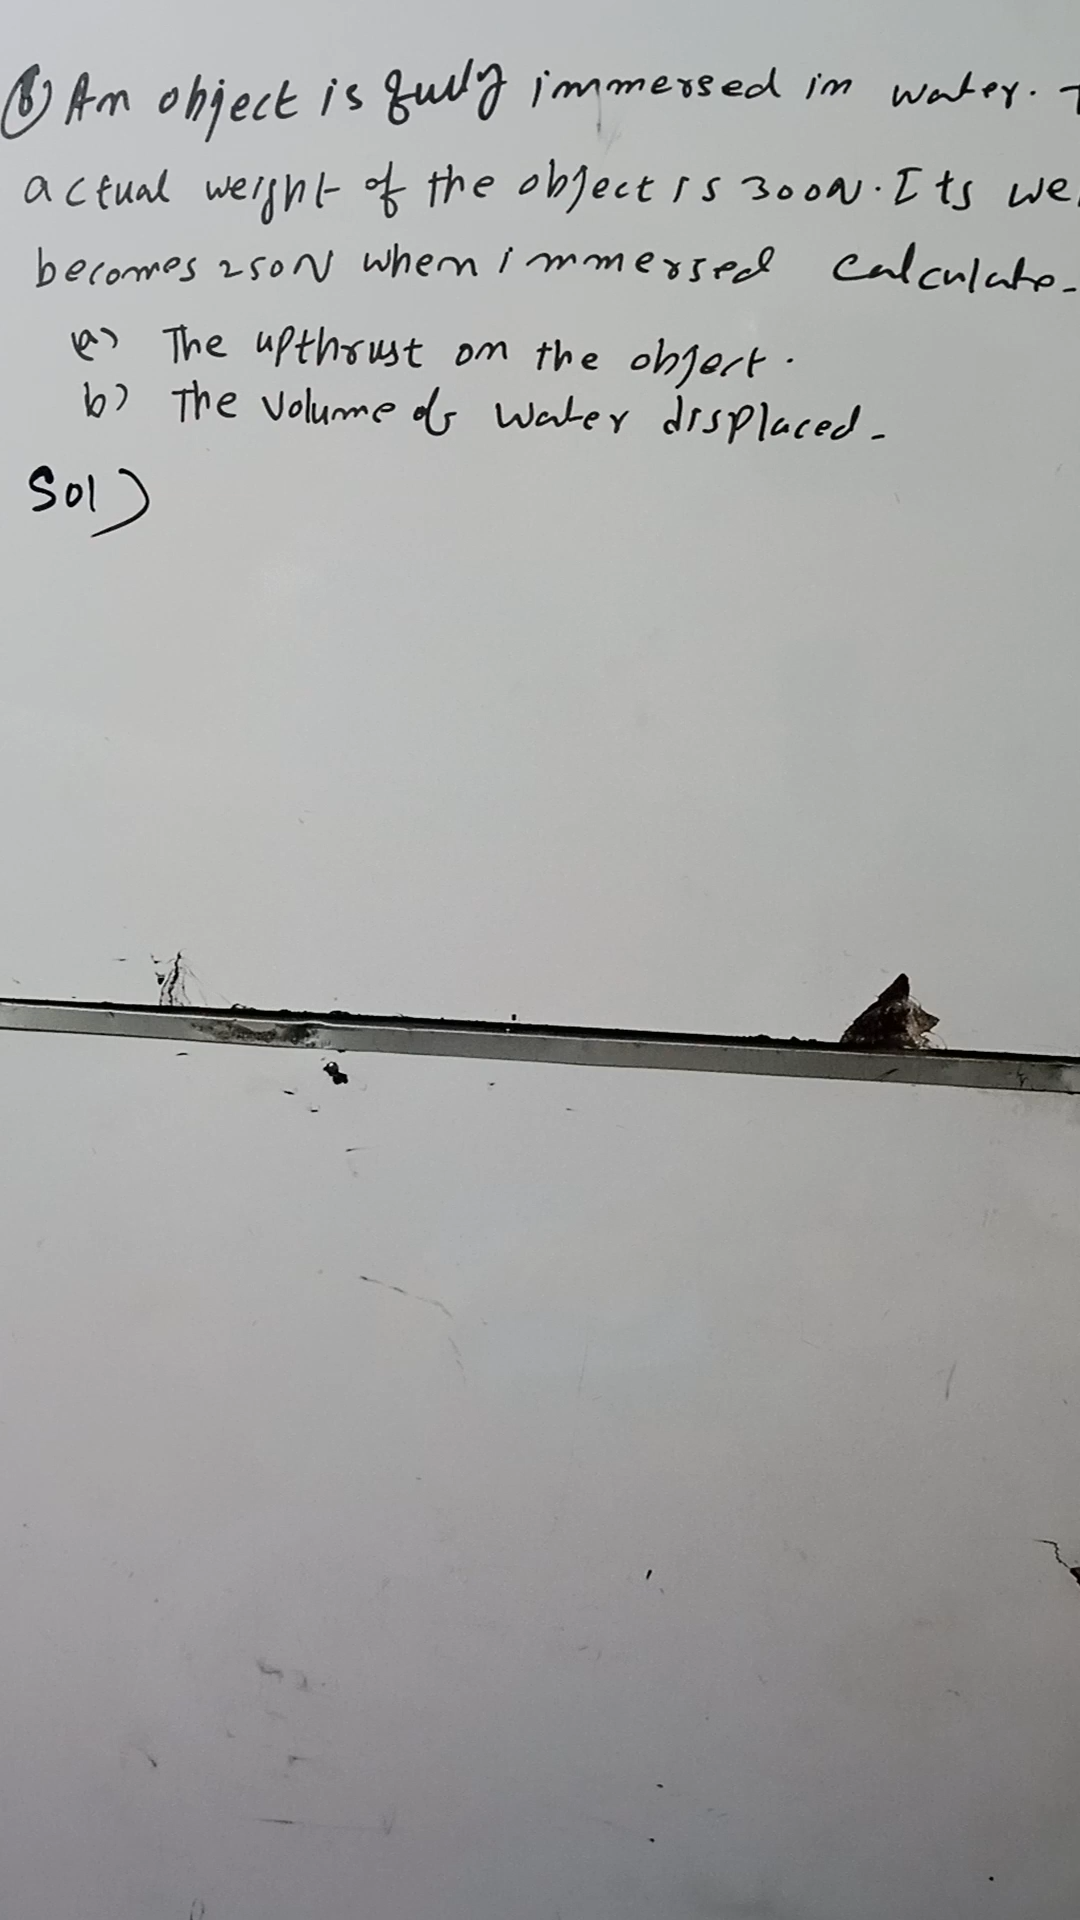 ⑧ An object is fully immersed in water.
actual weight of the object is 300N. Its
becomes 250N when immersed calculate-
a) The upthrust on the object.
b) The volume of water displaced-
Sol)